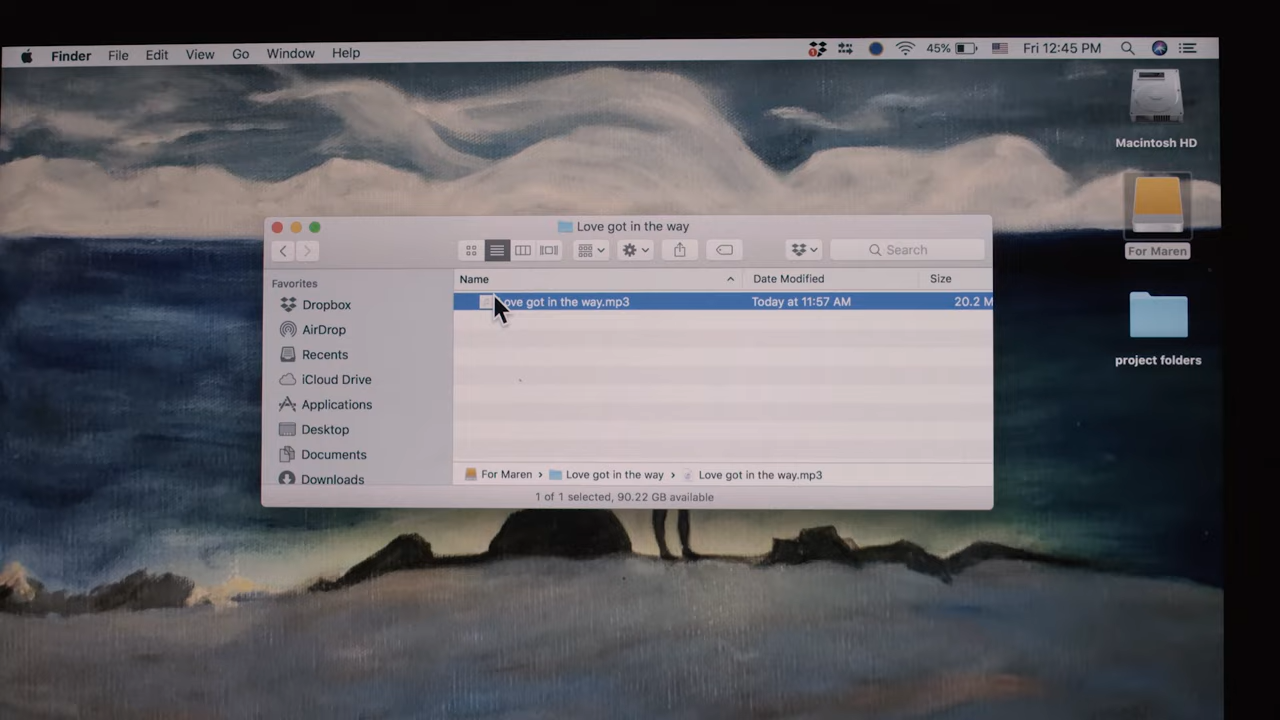 Finder File Edit View Go Window Help
1 45% Fri 12:45 PM
Macintosh HD
For Maren
project folders
Love got in the way
Search
Favorites
Dropbox
AirDrop
Recents
iCloud Drive
Applications
Desktop
Documents
Downloads
Name Date Modified Size
got in the way.mp3 Today at 11:57 AM 20.2 M
For Maren › Love got in the way › Love got in the way.mp3
1 of 1 selected, 90.22 GB available